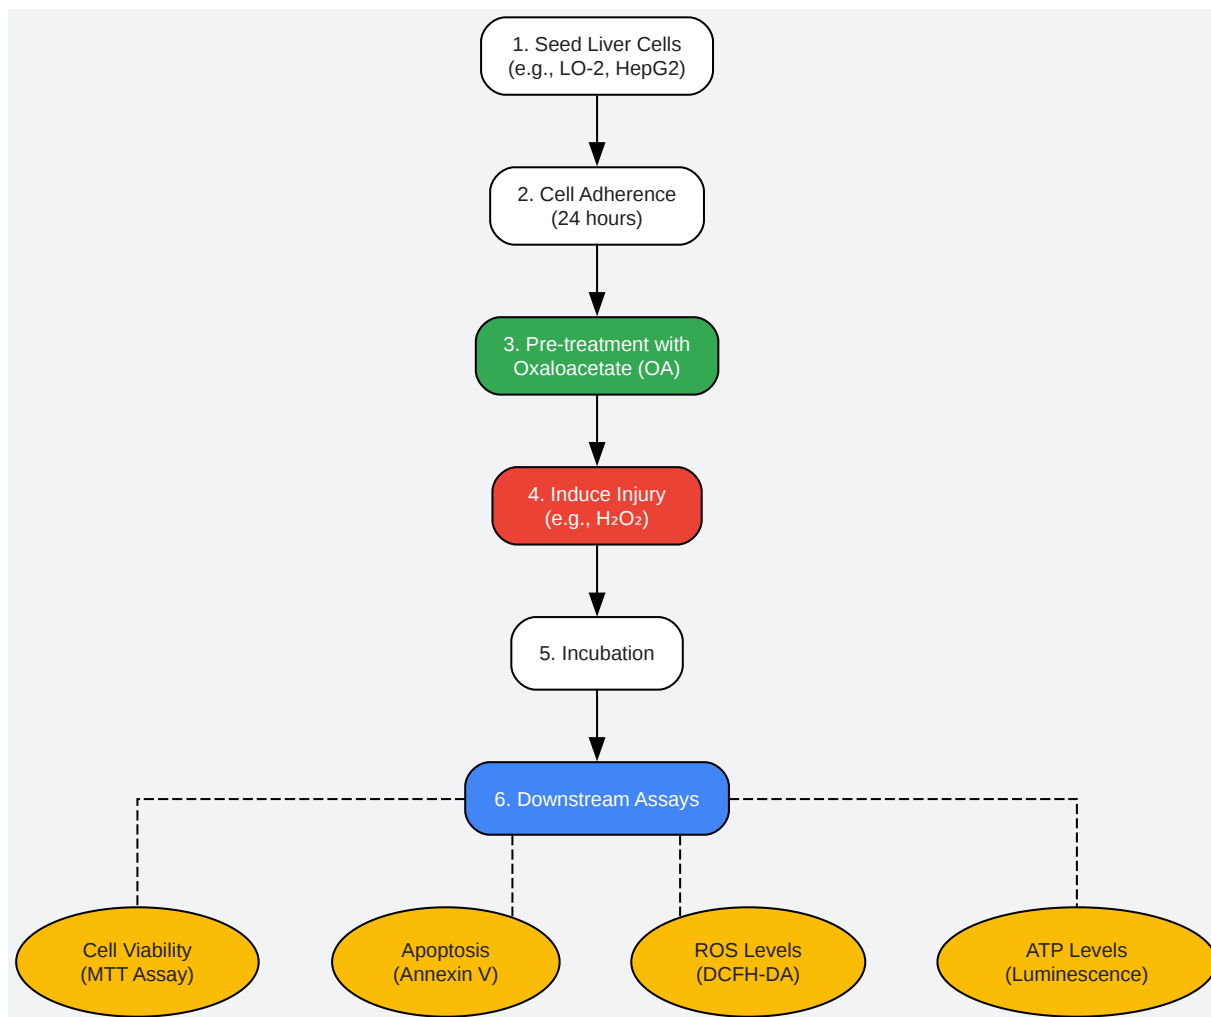 1. Seed Liver Cells
(e.g., LO-2, HepG2)
2. Cell Adherence
(24 hours)
3. Pre-treatment with
Oxaloacetate (OA)
4. Induce Injury
(e.g., H₂O₂)
5. Incubation
6. Downstream Assays
Cell Viability
(MTT Assay)
Apoptosis
(Annexin V)
ROS Levels
(DCFH-DA)
ATP Levels
(Luminescence)